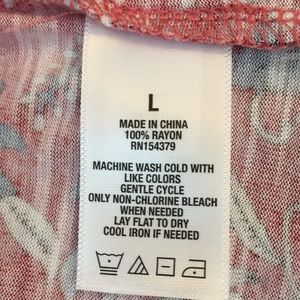 L
MADE IN CHINA
100% RAYON
RN154379
MACHINE WASH COLD WITH
LIKE COLORS
GENTLE CYCLE
ONLY NON-CHLORINE BLEACH
WHEN NEEDED
LAY FLAT TO DRY
COOL IRON IF NEEDED